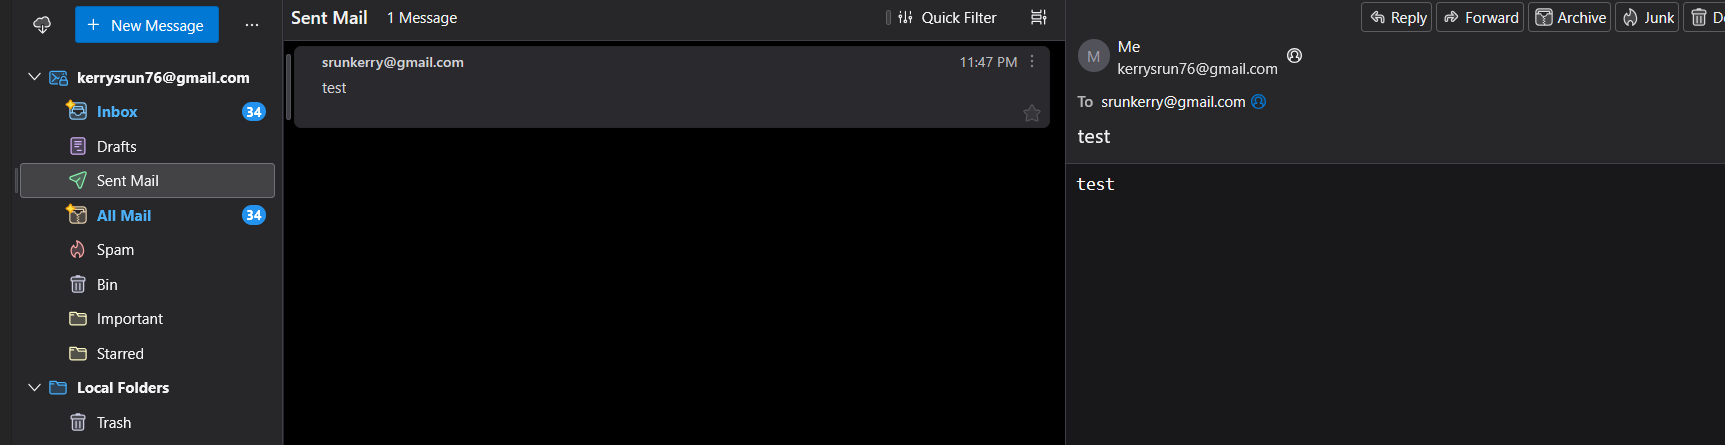 New Message
kerrysrun76@gmail.com
Inbox 34
Drafts
Sent Mail
All Mail 34
Spam
Bin
Important
Starred
Local Folders
Trash
Sent Mail 1 Message Quick Filter
srunkerry@gmail.com 11:47 PM
test
Reply Forward Archive Junk
M
Me
kerrysrun76@gmail.com
To srunkerry@gmail.com
test
test